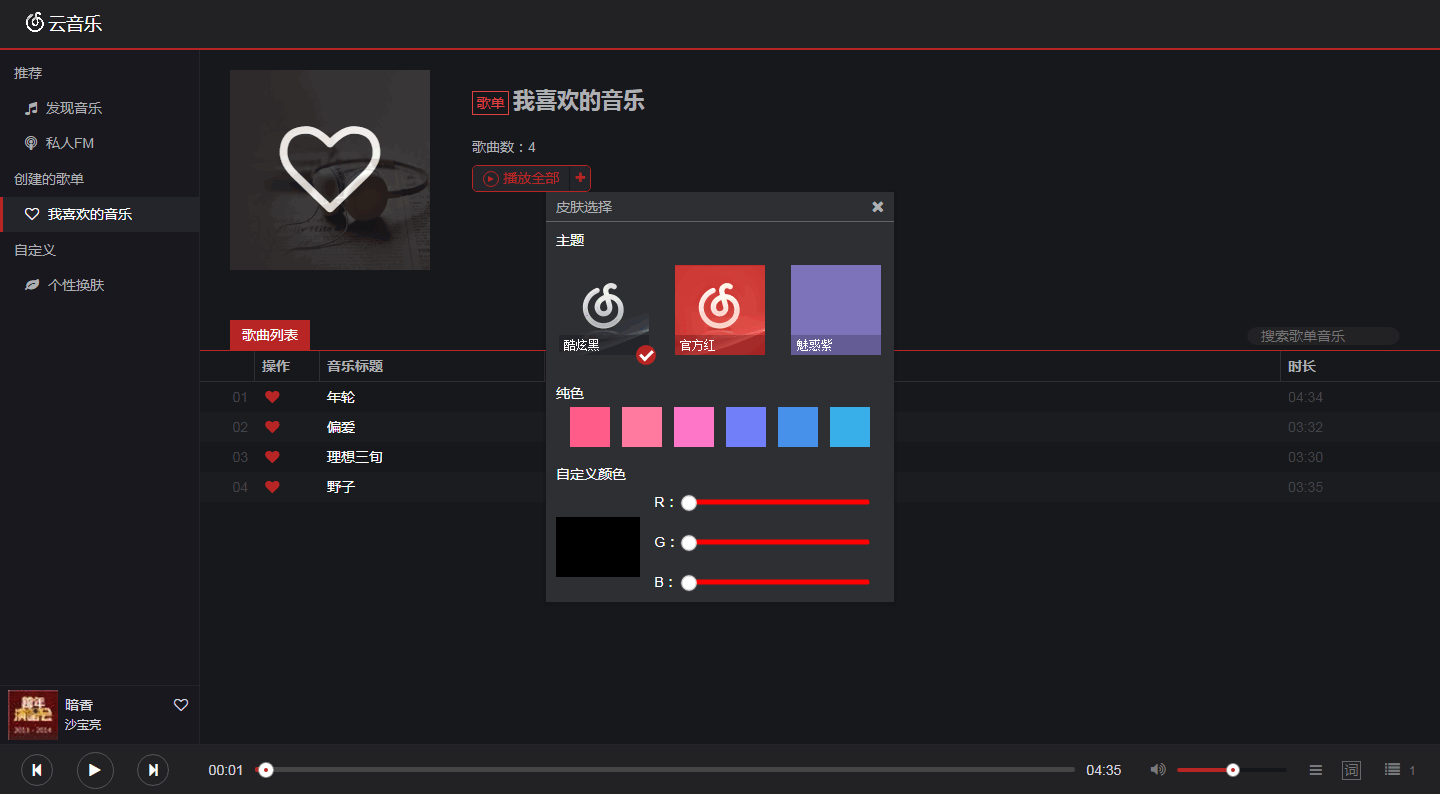 云音乐
推荐
发现音乐
私人FM
创建的歌单
我喜欢的音乐
自定义
个性换肤
歌单 我喜欢的音乐
歌曲数：4
播放全部
皮肤选择
主题
酷炫黑 官方红 魅惑紫
纯色
自定义颜色
R：
G：
B：
歌曲列表 搜索歌单音乐
操作 音乐标题 时长
01 年轮 04:34
02 偏爱 03:32
03 理想三旬 03:30
04 野子 03:35
跨年
演唱会
2013 - 2014
暗香
沙宝亮
00:01 04:35 词 1